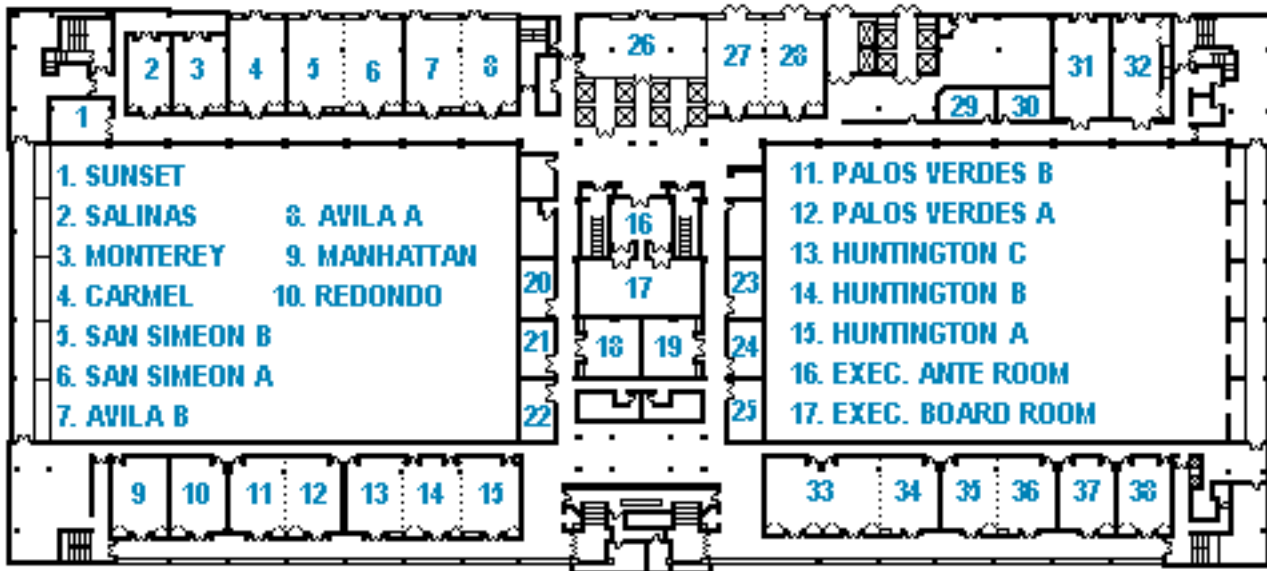 2 3 4 5 6 7 8 26 27 28 31 32
1 29 30
1. SUNSET
2. SALINAS
3. MONTEREY
4. CARMEL
5. SAN SIMEON B
6. SAN SIMEON A
7. AVILA B
8. AVILA A
9. MANHATTAN
10. REDONDO
16
17
20
21
22
18 19
23
24
25
11. PALOS VERDES B
12. PALOS VERDES A
13. HUNTINGTON C
14. HUNTINGTON B
15. HUNTINGTON A
16. EXEC. ANTE ROOM
17. EXEC. BOARD ROOM
9 10 11 12 13 14 15 33 34 35 36 37 38